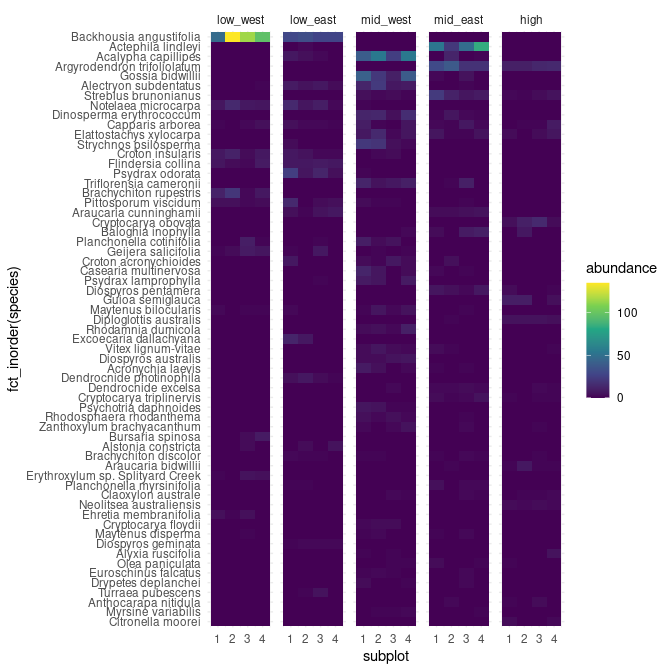 low_west low_east mid_west mid_east high
Backhousia angustifolia
Actephila lindleyi
Acalypha capillipes
Argyrodendron trifoliolatum
Gossia bidwillii
Alectryon subdentatus
Streblus brunonianus
Notelaea microcarpa
Dinosperma erythrococcum
Capparis arborea
Elattostachys xylocarpa
Strychnos psilosperma
Croton insularis
Flindersia collina
Psydrax odorata
Triflorensia cameronii
Brachychiton rupestris
Pittosporum viscidum
Araucaria cunninghamii
Cryptocarya obovata
Baloghia inophylla
Planchonella cotinifolia
Geijera salicifolia
Croton acronychioides
Casearia multinervosa
Psydrax lamprophylla
Diospyros pentamera
Guioa semiglauca
Maytenus bilocularis
Diploglottis australis
Rhodamnia dumicola
Excoecaria dallachyana
Vitex lignum-vitae
Diospyros australis
Acronychia laevis
Dendrocnide photinophila
Dendrocnide excelsa
Cryptocarya triplinervis
Psychotria daphnoides
Rhodosphaera rhodanthema
Zanthoxylum brachyacanthum
Bursaria spinosa
Alstonia constricta
Brachychiton discolor
Araucaria bidwillii
Erythroxylum sp. Splityard Creek
Planchonella myrsinifolia
Claoxylon australe
Neolitsea australiensis
Ehretia membranifolia
Cryptocarya floydii
Maytenus disperma
Diospyros geminata
Alyxia ruscifolia
Olea paniculata
Euroschinus falcatus
Drypetes deplanchei
Turraea pubescens
Anthocarapa nitidula
Myrsine variabilis
Citronella moorei
1 2 3 4 1 2 3 4 1 2 3 4 1 2 3 4 1 2 3 4
subplot
fct_inorder(species)
abundance
100
50
0